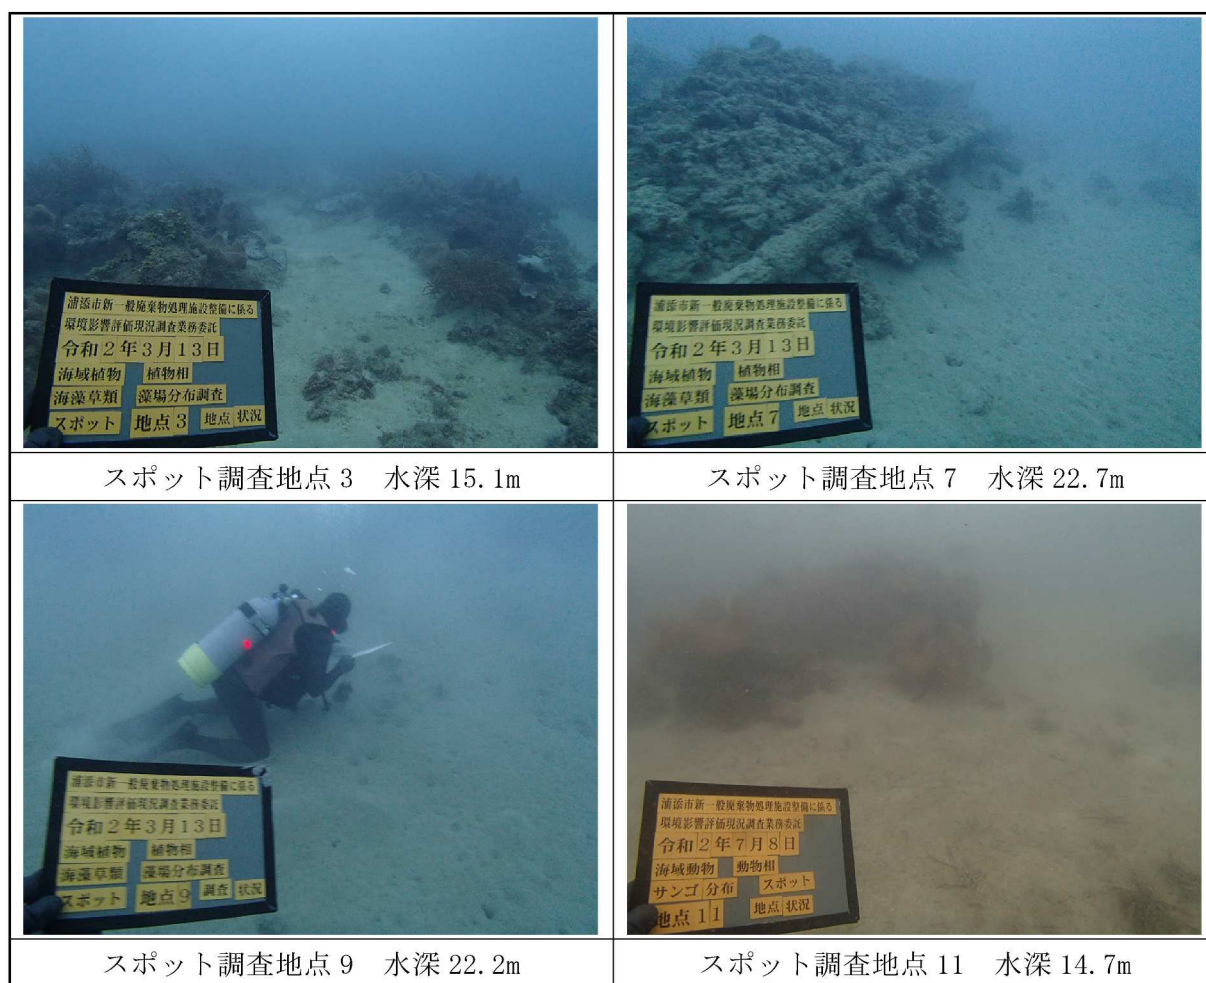 浦添市新一般廃棄物処理施設整備に係る
環境影響評価現況調査業務委託
令和2年3月13日
海域植物 植物相
海藻草類 藻場分布調査
スポット 地点3 地点 状況
浦添市新一般廃棄物処理施設整備に係る
環境影響評価現況調査業務委託
令和2年3月13日
海域植物 植物相
海藻草類 藻場分布調査
スポット 地点7 地点 状況
スポット調査地点 3 水深 15.1m
スポット調査地点 7 水深 22.7m
浦添市新一般廃棄物処理施設整備に係る
環境影響評価現況調査業務委託
令和2年3月13日
海域植物 植物相
海藻草類 藻場分布調査
スポット 地点9 調査 状況
浦添市新一般廃棄物処理施設整備に係る
環境影響評価現況調査業務委託
令和2年7月8日
海域動物 動物相
サンゴ 分布 スポット
地点11 地点 状況
スポット調査地点 9 水深 22.2m
スポット調査地点 11 水深 14.7m